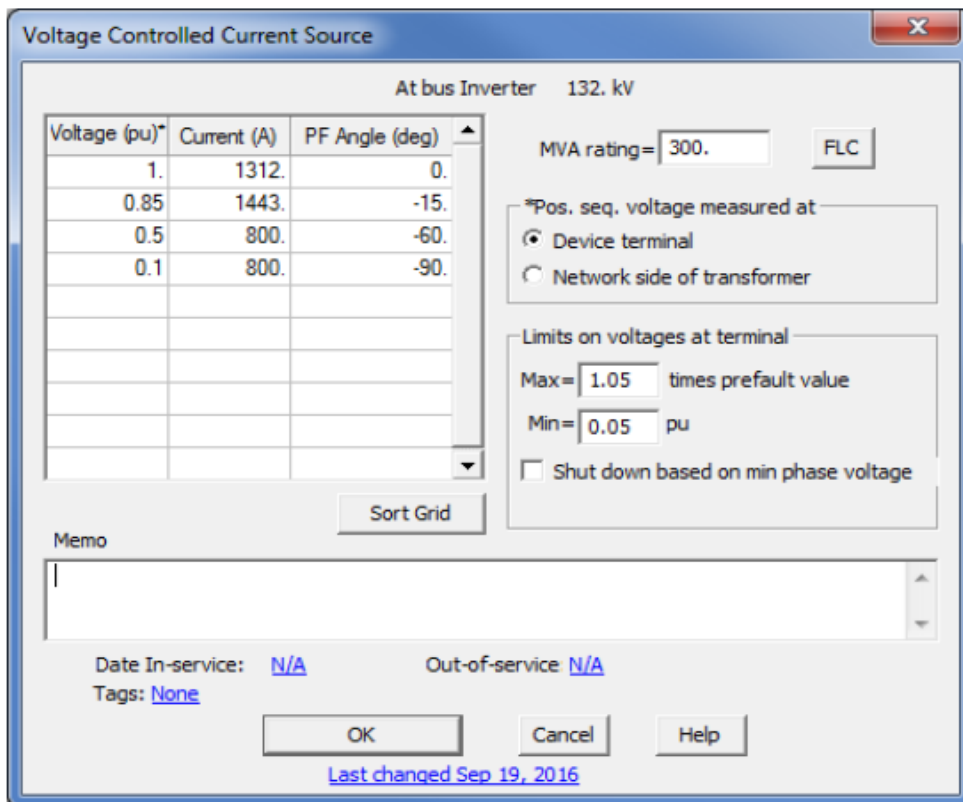 Voltage Controlled Current Source
At bus Inverter 132. kV
Voltage (pu)* Current (A) PF Angle (deg)
1. 1312. 0.
0.85 1443. -15.
0.5 800. -60.
0.1 800. -90.
MVA rating= 300. FLC
*Pos. seq. voltage measured at
Device terminal
Network side of transformer
Limits on voltages at terminal
Max= 1.05 times prefault value
Min= 0.05 pu
Shut down based on min phase voltage
Sort Grid
Memo
Date In-service: N/A Out-of-service N/A
Tags: None
OK Cancel Help
Last changed Sep 19, 2016